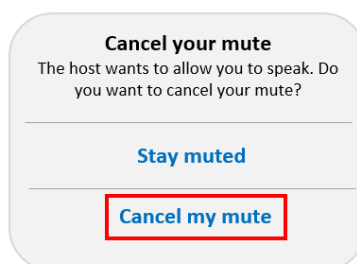 Cancel your mute
The host wants to allow you to speak. Do
you want to cancel your mute?
Stay muted
Cancel my mute